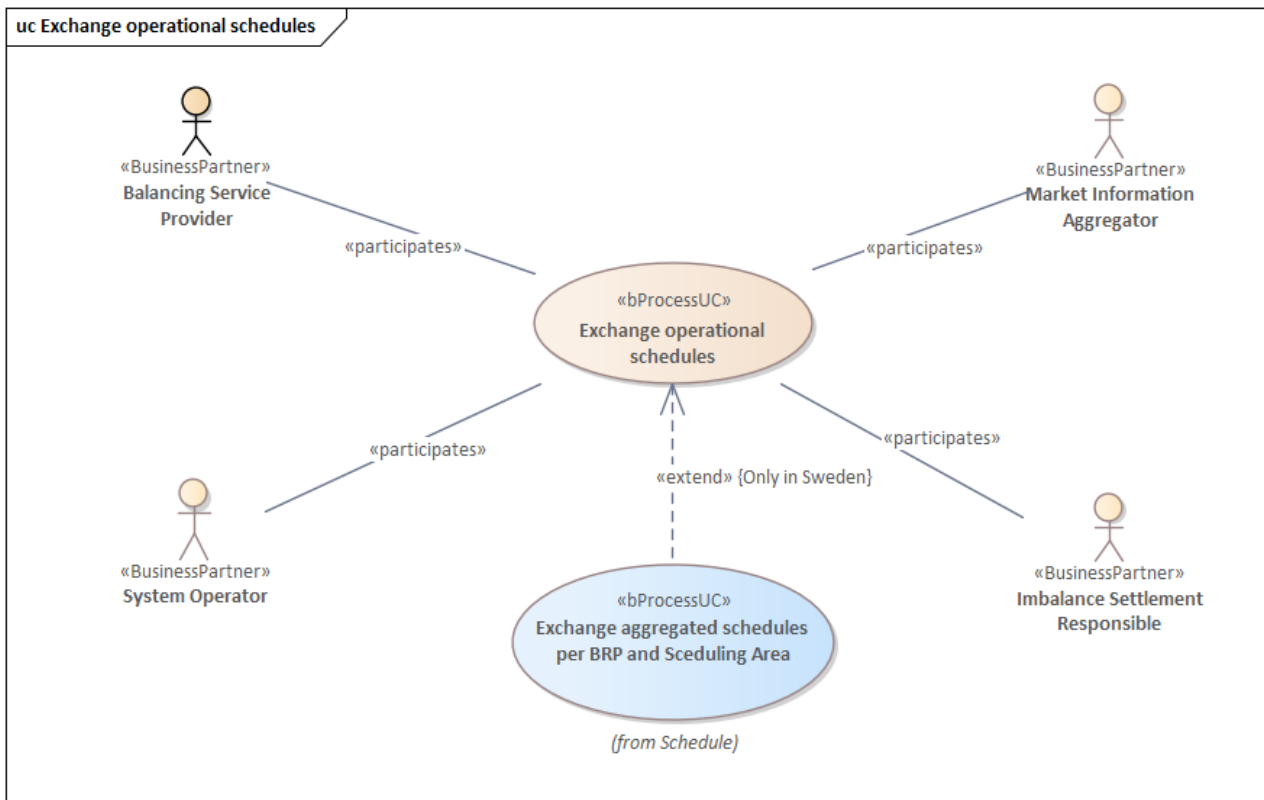 uc Exchange operational schedules
«BusinessPartner»
Balancing Service
Provider
«BusinessPartner»
Market Information
Aggregator
«participates»
«participates»
«bProcessUC»
Exchange operational
schedules
«participates»
«participates»
«extend» {Only in Sweden}
«BusinessPartner»
System Operator
«BusinessPartner»
Imbalance Settlement
Responsible
«bProcessUC»
Exchange aggregated schedules
per BRP and Sceduling Area
(from Schedule)